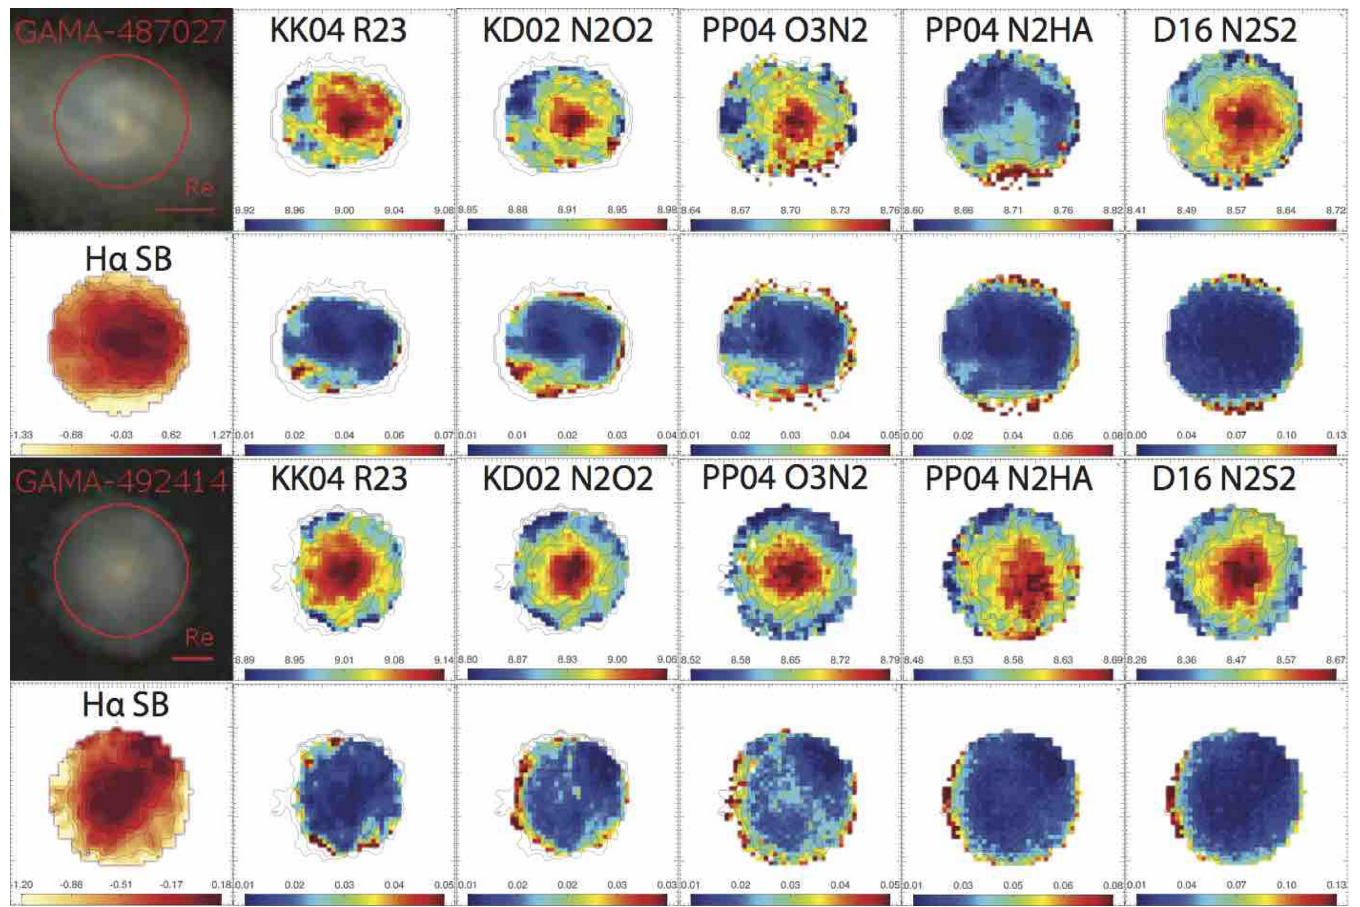 GAMA-487027 KK04 R23 KD02 N2O2 PP04 O3N2 PP04 N2HA D16 N2S2
Re
8.92 8.96 9.00 9.04 9.08 8.85 8.88 8.91 8.95 8.98 8.64 8.67 8.70 8.73 8.76 8.60 8.66 8.71 8.76 8.82 8.41 8.49 8.57 8.64 8.72
Hα SB
-1.33 -0.68 -0.03 0.62 1.27 0.01 0.02 0.04 0.06 0.07 0.01 0.02 0.02 0.03 0.04 0.01 0.02 0.03 0.04 0.05 0.00 0.02 0.04 0.06 0.08 0.00 0.04 0.07 0.10 0.13
GAMA-492414 KK04 R23 KD02 N2O2 PP04 O3N2 PP04 N2HA D16 N2S2
Re
8.89 8.95 9.01 9.08 9.14 8.80 8.87 8.93 9.00 9.06 8.52 8.58 8.65 8.72 8.79 8.48 8.53 8.58 8.63 8.69 8.26 8.36 8.47 8.57 8.67
Hα SB
-1.20 -0.86 -0.51 -0.17 0.18 0.01 0.02 0.03 0.04 0.05 0.01 0.02 0.02 0.03 0.03 0.01 0.02 0.03 0.04 0.05 0.01 0.03 0.05 0.06 0.08 0.01 0.04 0.07 0.10 0.13